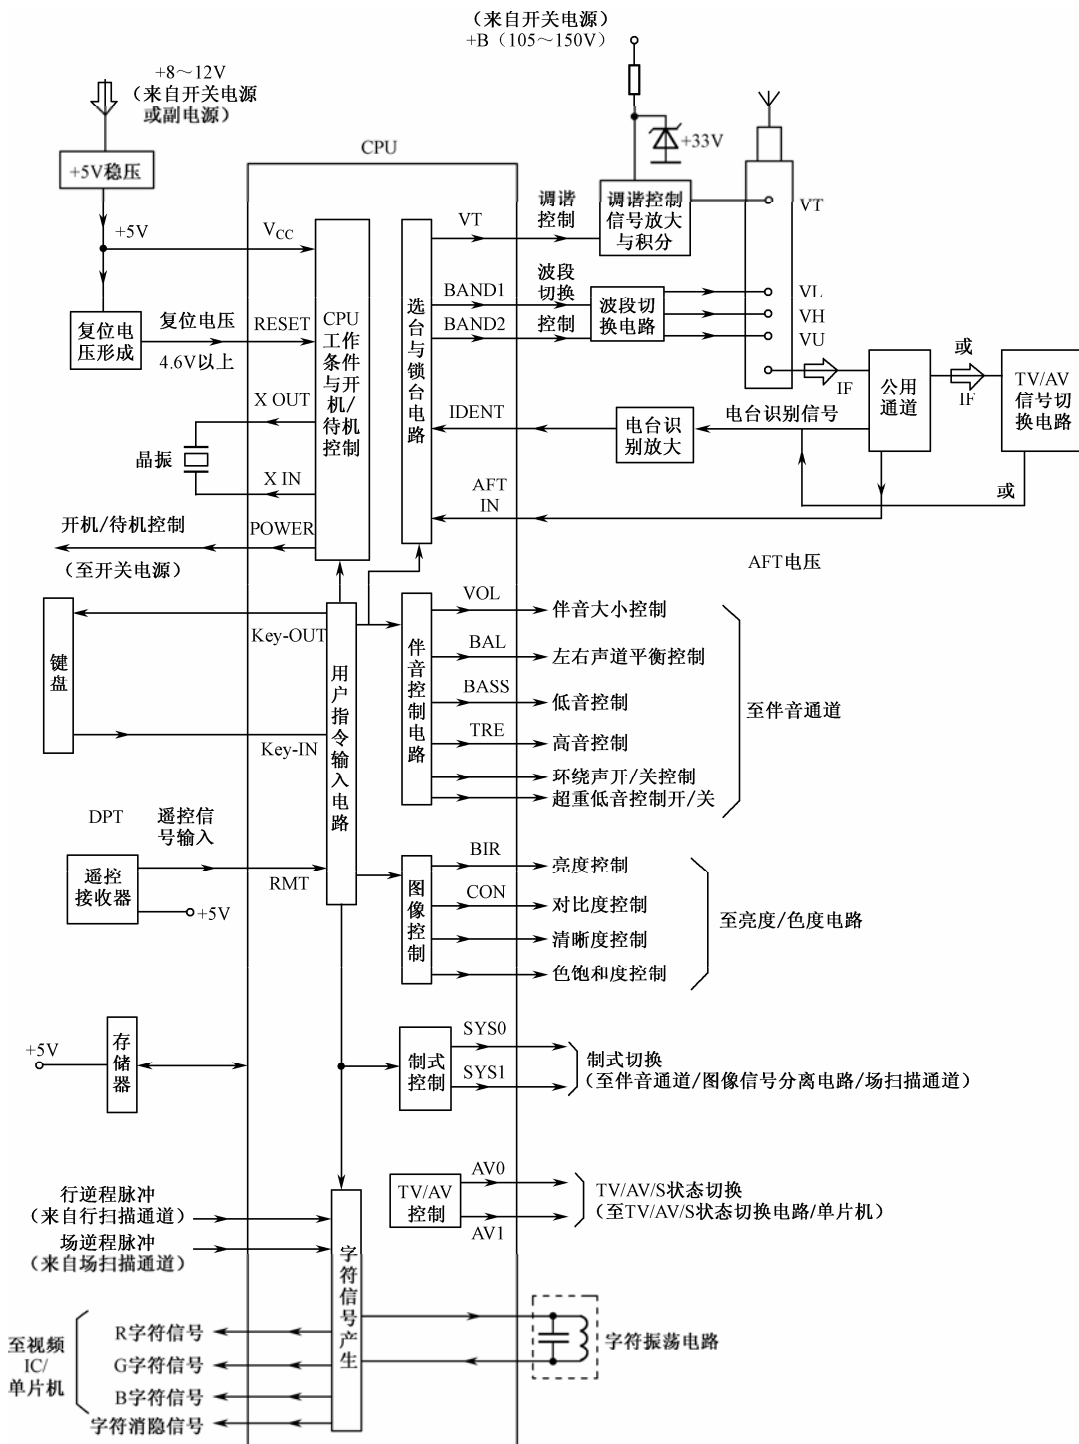 （来自开关电源）
+B（105～150V）
+8～12V
（来自开关电源
或副电源）
+33V
CPU
+5V稳压
调谐
控制
调谐控制
信号放大
与积分
VT
VT
+5V
VCC
波段
切换
控制
BAND1
BAND2
波段切
换电路
VL
VH
VU
复位电
压形成
复位电压
4.6V以上
RESET
CPU
工作
条件
与开
机/
待机
控制
选台与锁台电路
IF
公用
通道
或
IF
TV/AV
信号切
换电路
X OUT
IDENT
电台识
别放大
电台识别信号
晶振
X IN
AFT
IN
或
开机/待机控制
POWER
（至开关电源）
AFT电压
键盘
Key-OUT
Key-IN
用户指令输入电路
伴音控制电路
VOL
伴音大小控制
BAL
左右声道平衡控制
BASS
低音控制
TRE
高音控制
环绕声开/关控制
超重低音控制开/关
至伴音通道
DPT
遥控信
号输入
遥控
接收器
RMT
+5V
图像控制
BIR
亮度控制
CON
对比度控制
清晰度控制
色饱和度控制
至亮度/色度电路
+5V
存储器
制式
控制
SYS0
SYS1
制式切换
（至伴音通道/图像信号分离电路/场扫描通道）
TV/AV
控制
AV0
AV1
TV/AV/S状态切换
（至TV/AV/S状态切换电路/单片机）
行逆程脉冲
（来自行扫描通道）
场逆程脉冲
（来自场扫描通道）
字符信号产生
字符振荡电路
至视频
IC/
单片机
R字符信号
G字符信号
B字符信号
字符消隐信号